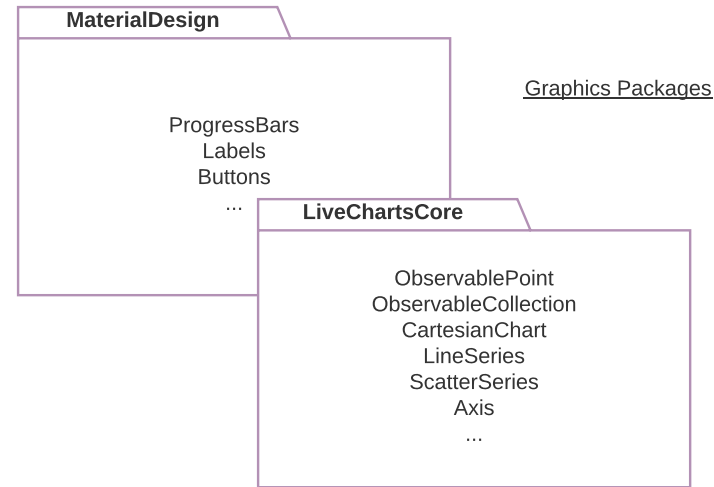 MaterialDesign
Graphics Packages
ProgressBars
Labels
Buttons
...
LiveChartsCore
ObservablePoint
ObservableCollection
CartesianChart
LineSeries
ScatterSeries
Axis
...